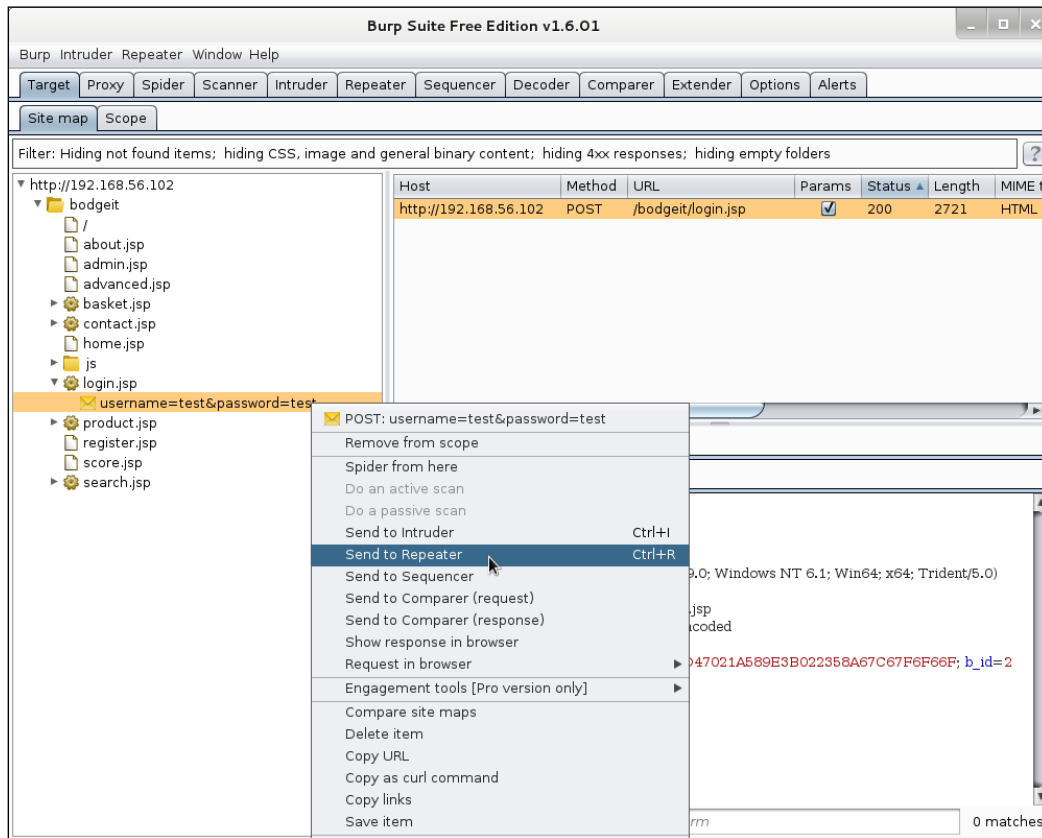 Burp Suite Free Edition v1.6.01
Burp Intruder Repeater Window Help
Target Proxy Spider Scanner Intruder Repeater Sequencer Decoder Comparer Extender Options Alerts
Site map Scope
Filter: Hiding not found items; hiding CSS, image and general binary content; hiding 4xx responses; hiding empty folders ?
http://192.168.56.102
bodgeit
/
about.jsp
admin.jsp
advanced.jsp
basket.jsp
contact.jsp
home.jsp
js
login.jsp
username=test&password=test
product.jsp
register.jsp
score.jsp
search.jsp
Host Method URL Params Status Length MIME t
http://192.168.56.102 POST /bodgeit/login.jsp 200 2721 HTML
POST: username=test&password=test
Remove from scope
Spider from here
Do an active scan
Do a passive scan
Send to Intruder Ctrl+I
Send to Repeater Ctrl+R
Send to Sequencer
Send to Comparer (request)
Send to Comparer (response)
Show response in browser
Request in browser
Engagement tools [Pro version only]
Compare site maps
Delete item
Copy URL
Copy as curl command
Copy links
Save item
9.0; Windows NT 6.1; Win64; x64; Trident/5.0)
.jsp
coded
D47021A589E3B022358A67C67F6F66F; b_id=2
rm
0 matches